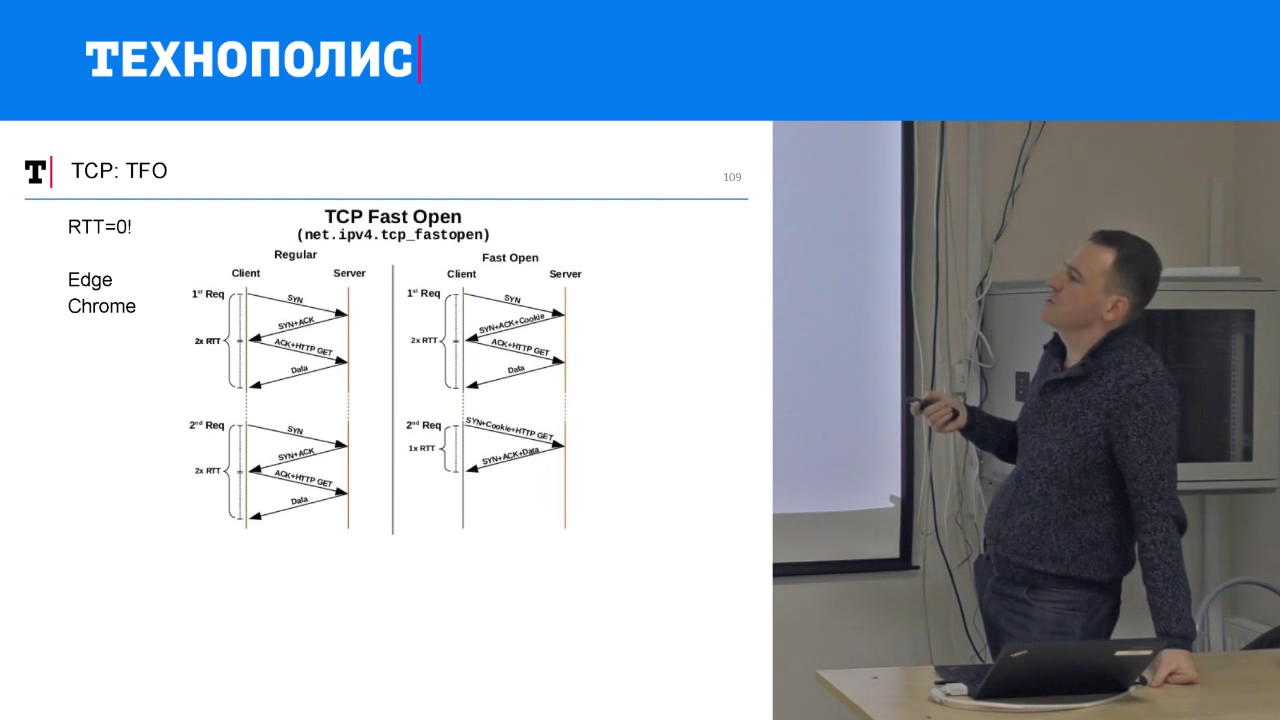 ТЕХНОПОЛИС
T TCP: TFO
109
RTT=0!
Edge
Chrome
TCP Fast Open
(net.ipv4.tcp_fastopen)
Regular
Client Server
1st Req
SYN
SYN+ACK
2x RTT
ACK+HTTP GET
Data
2nd Req
SYN
SYN+ACK
2x RTT
ACK+HTTP GET
Data
Fast Open
Client Server
1st Req
SYN
SYN+ACK+Cookie
2x RTT
ACK+HTTP GET
Data
2nd Req
SYN+Cookie+HTTP GET
1x RTT
SYN+ACK+Data